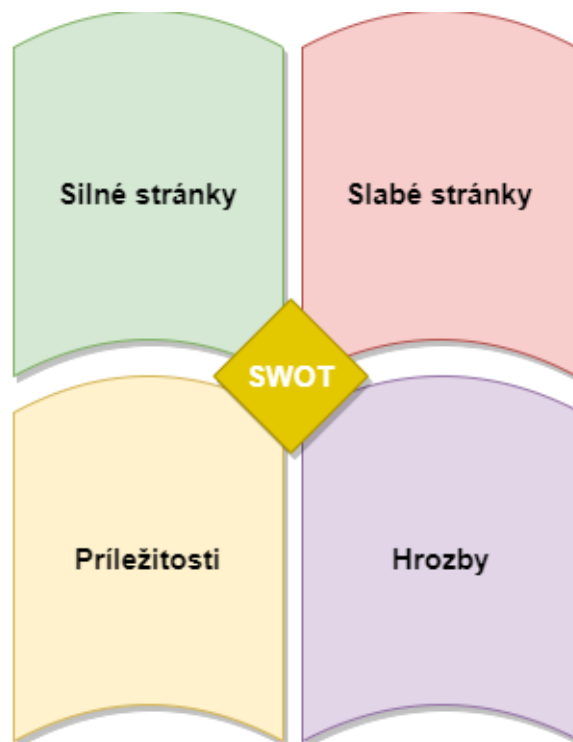 Silné stránky
Slabé stránky
SWOT
Príležitosti
Hrozby